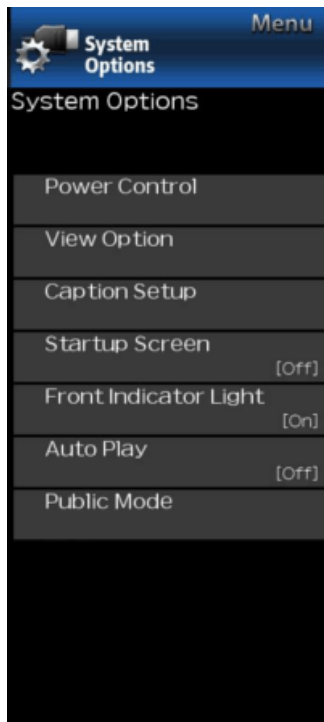 Menu
System
Options
System Options
Power Control
View Option
Caption Setup
Startup Screen
[Off]
Front Indicator Light
[On]
Auto Play
[Off]
Public Mode